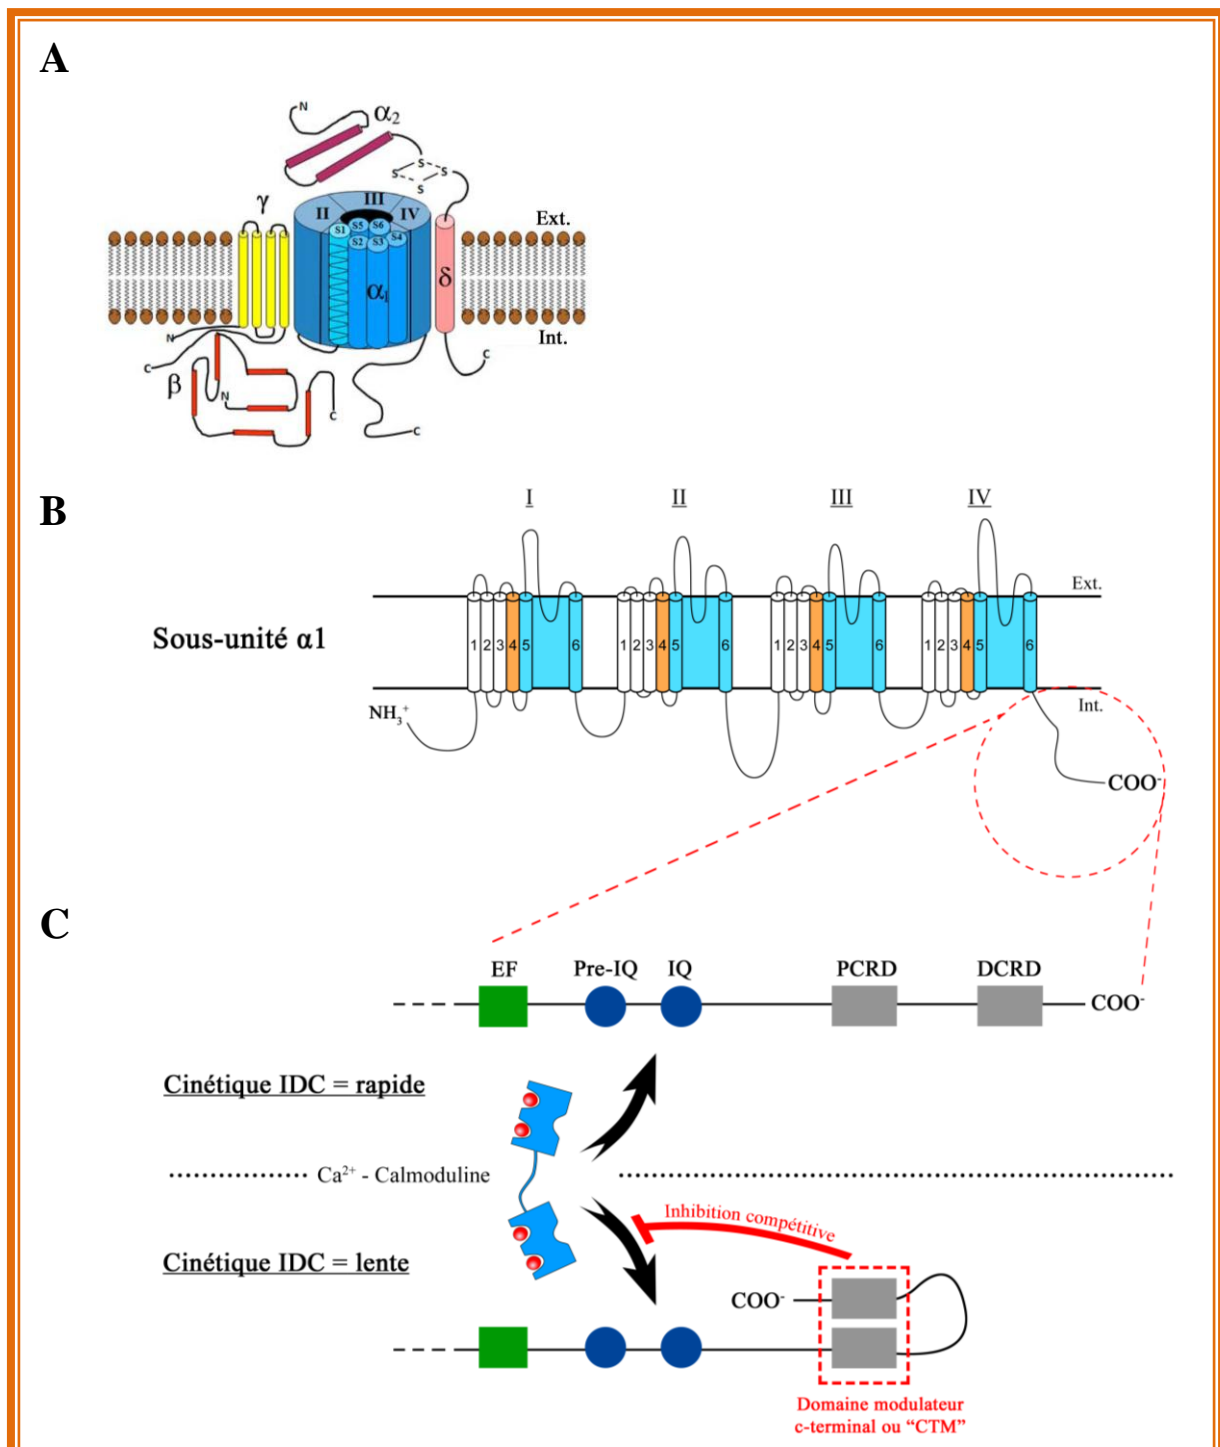 A
N
α2
S
S S
S
γ
III
II IV
Ext.
S5 S6
S1 S4
S2 S3
α1
δ
N
Int.
C
C
β
N
C
C
B
I II III IV
Ext.
Sous-unité α1
1 2 3 4 5 6 1 2 3 4 5 6 1 2 3 4 5 6 1 2 3 4 5 6
NH3+
Int.
COO-
C
EF Pre-IQ IQ PCRD DCRD
COO-
Cinétique IDC = rapide
Ca2+ - Calmoduline
Inhibition compétitive
Cinétique IDC = lente
COO-
Domaine modulateur
c-terminal ou “CTM”